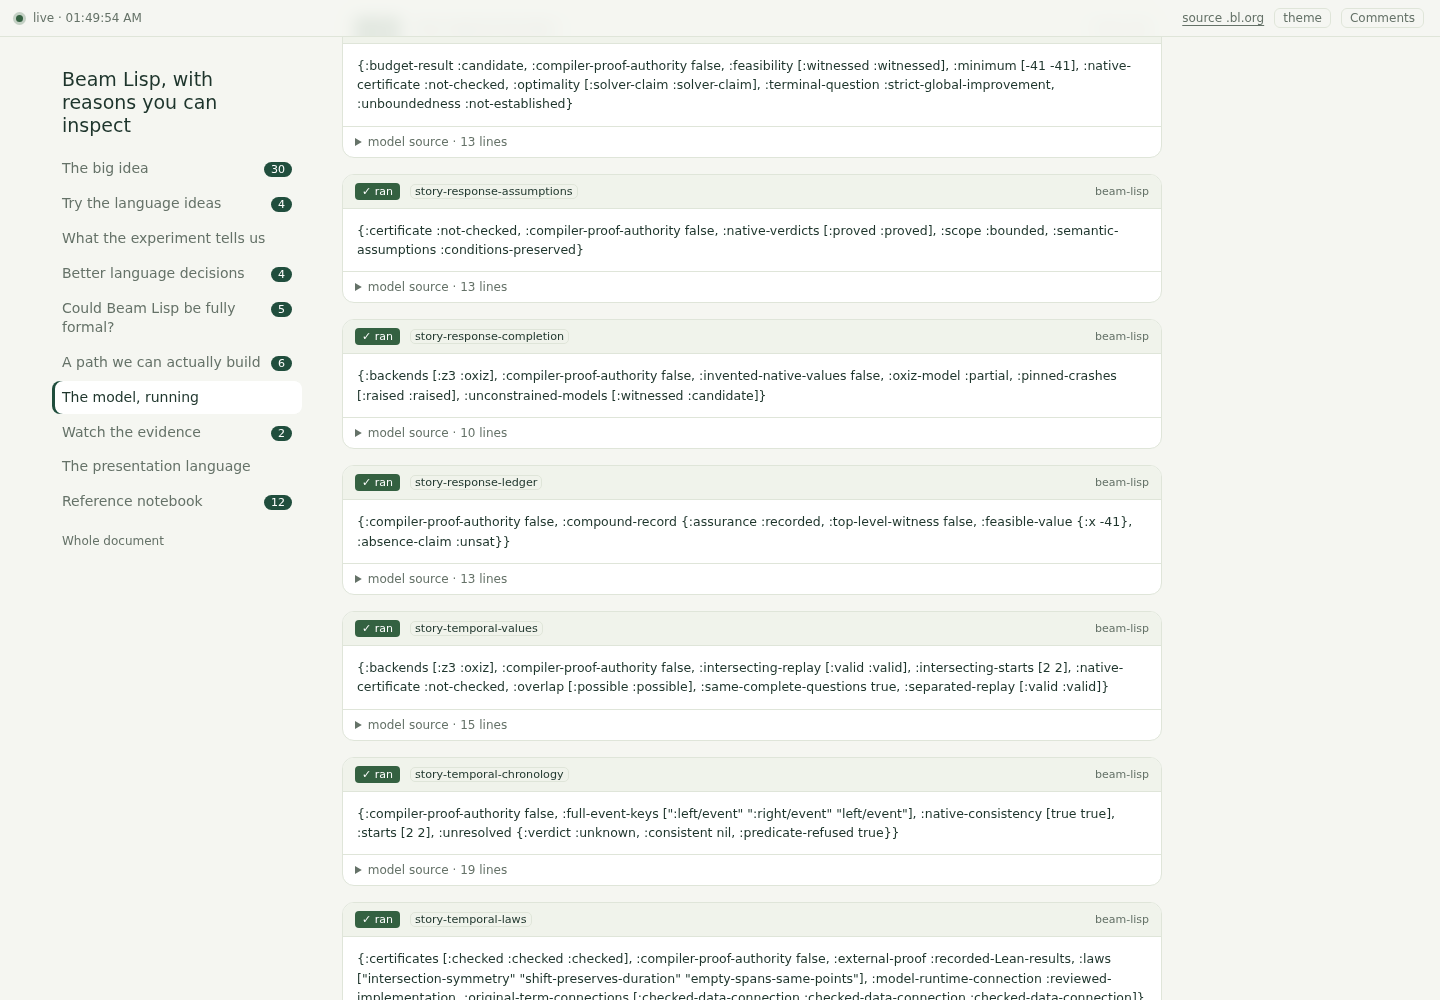 live · 01:49:54 AM
source .bl.org
theme
Comments
Beam Lisp, with
reasons you can
inspect
The big idea
30
Try the language ideas
4
What the experiment tells us
Better language decisions
4
Could Beam Lisp be fully
formal?
5
A path we can actually build
6
The model, running
Watch the evidence
2
The presentation language
Reference notebook
12
Whole document
{:budget-result :candidate, :compiler-proof-authority false, :feasibility [:witnessed :witnessed], :minimum [-41 -41], :native-
certificate :not-checked, :optimality [:solver-claim :solver-claim], :terminal-question :strict-global-improvement,
:unboundedness :not-established}
model source · 13 lines
✓ ran
story-response-assumptions
beam-lisp
{:certificate :not-checked, :compiler-proof-authority false, :native-verdicts [:proved :proved], :scope :bounded, :semantic-
assumptions :conditions-preserved}
model source · 13 lines
✓ ran
story-response-completion
beam-lisp
{:backends [:z3 :oxiz], :compiler-proof-authority false, :invented-native-values false, :oxiz-model :partial, :pinned-crashes
[:raised :raised], :unconstrained-models [:witnessed :candidate]}
model source · 10 lines
✓ ran
story-response-ledger
beam-lisp
{:compiler-proof-authority false, :compound-record {:assurance :recorded, :top-level-witness false, :feasible-value {:x -41},
:absence-claim :unsat}}
model source · 13 lines
✓ ran
story-temporal-values
beam-lisp
{:backends [:z3 :oxiz], :compiler-proof-authority false, :intersecting-replay [:valid :valid], :intersecting-starts [2 2], :native-
certificate :not-checked, :overlap [:possible :possible], :same-complete-questions true, :separated-replay [:valid :valid]}
model source · 15 lines
✓ ran
story-temporal-chronology
beam-lisp
{:compiler-proof-authority false, :full-event-keys [":left/event" ":right/event" "left/event"], :native-consistency [true true],
:starts [2 2], :unresolved {:verdict :unknown, :consistent nil, :predicate-refused true}}
model source · 19 lines
✓ ran
story-temporal-laws
beam-lisp
{:certificates [:checked :checked :checked], :compiler-proof-authority false, :external-proof :recorded-Lean-results, :laws
["intersection-symmetry" "shift-preserves-duration" "empty-spans-same-points"], :model-runtime-connection :reviewed-
implementation, :original-term-connections [:checked-data-connection :checked-data-connection :checked-data-connection]}